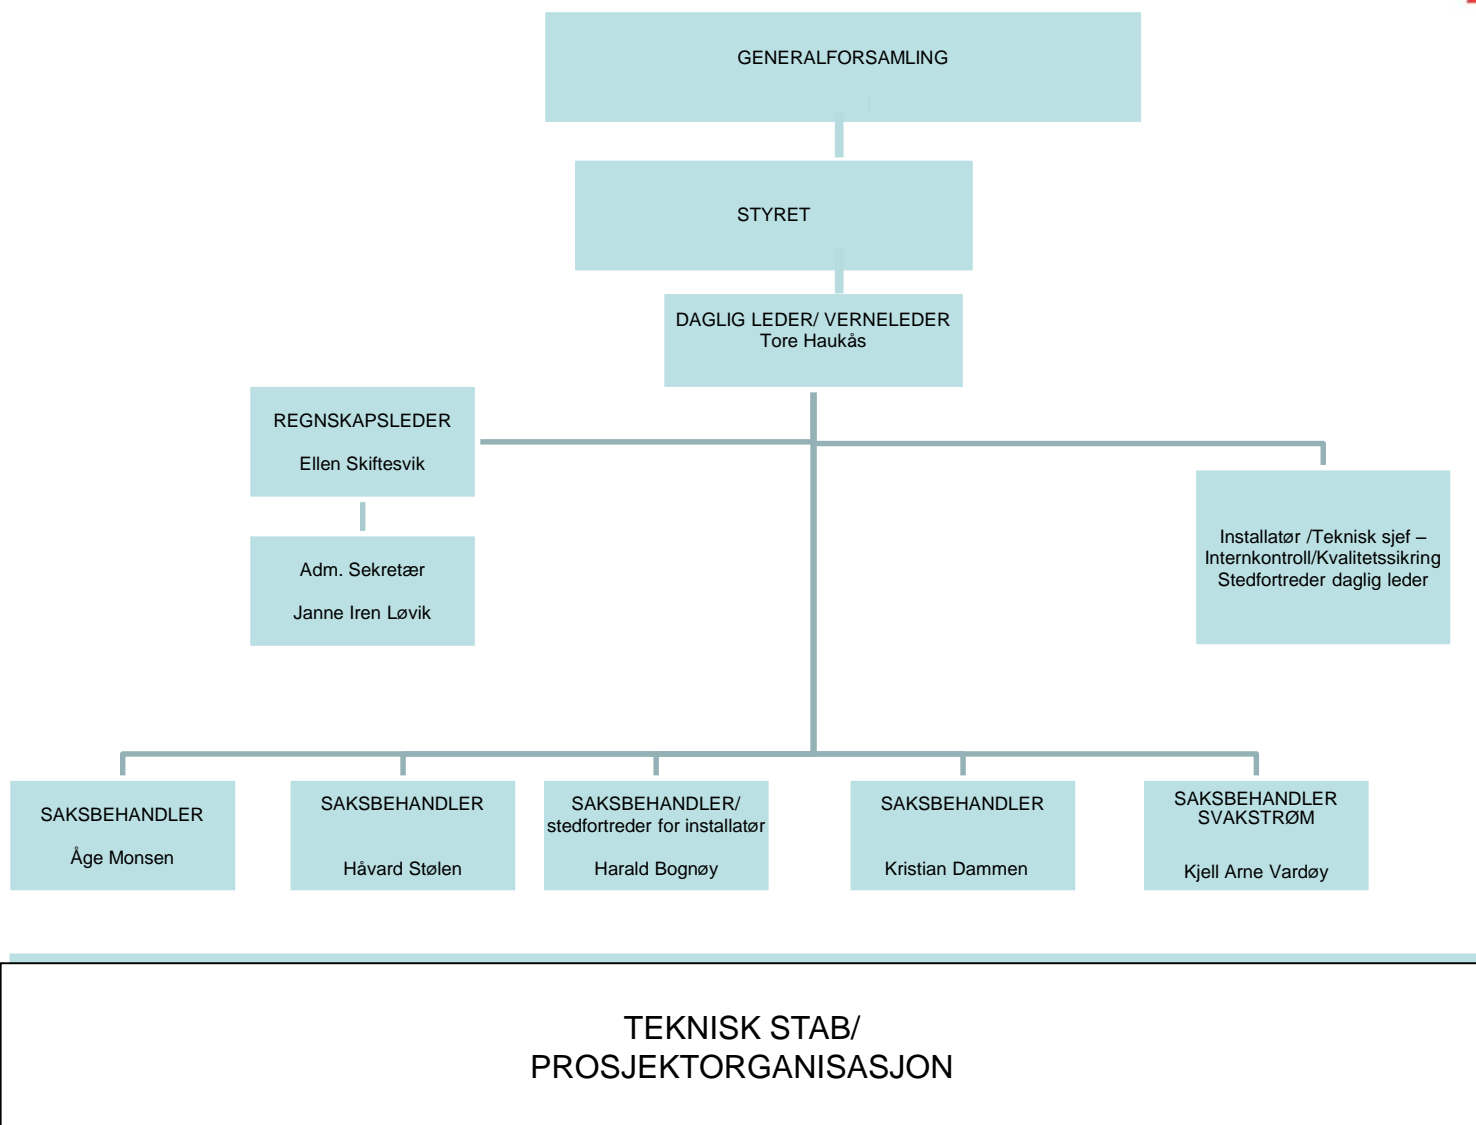 GENERALFORSAMLING
STYRET
DAGLIG LEDER/ VERNELEDER
Tore Haukås
REGNSKAPSLEDER
Ellen Skiftesvik
Adm. Sekretær
Janne Iren Løvik
Installatør /Teknisk sjef –
Internkontroll/Kvalitetssikring
Stedfortreder daglig leder
SAKSBEHANDLER
Åge Monsen
SAKSBEHANDLER
Håvard Stølen
SAKSBEHANDLER/
stedfortreder for installatør
Harald Bognøy
SAKSBEHANDLER
Kristian Dammen
SAKSBEHANDLER
SVAKSTRØM
Kjell Arne Vardøy
TEKNISK STAB/
PROSJEKTORGANISASJON